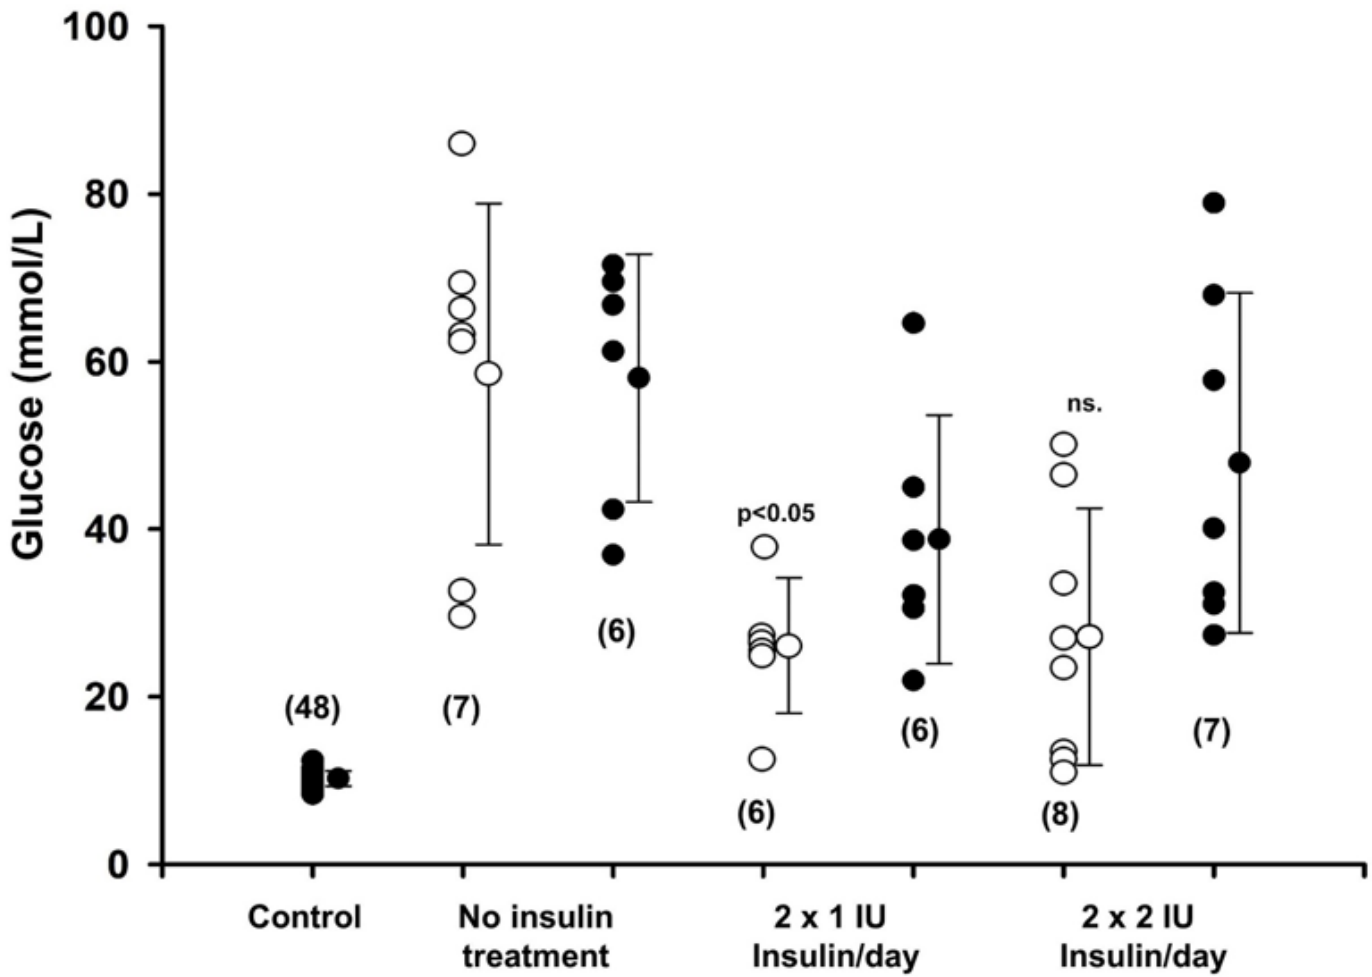 100
80
60
40
20
0
Glucose (mmol/L)
(48)
(7)
(6)
p<0.05
(6)
(6)
ns.
(8)
(7)
Control
No insulin
treatment
2 x 1 IU
Insulin/day
2 x 2 IU
Insulin/day